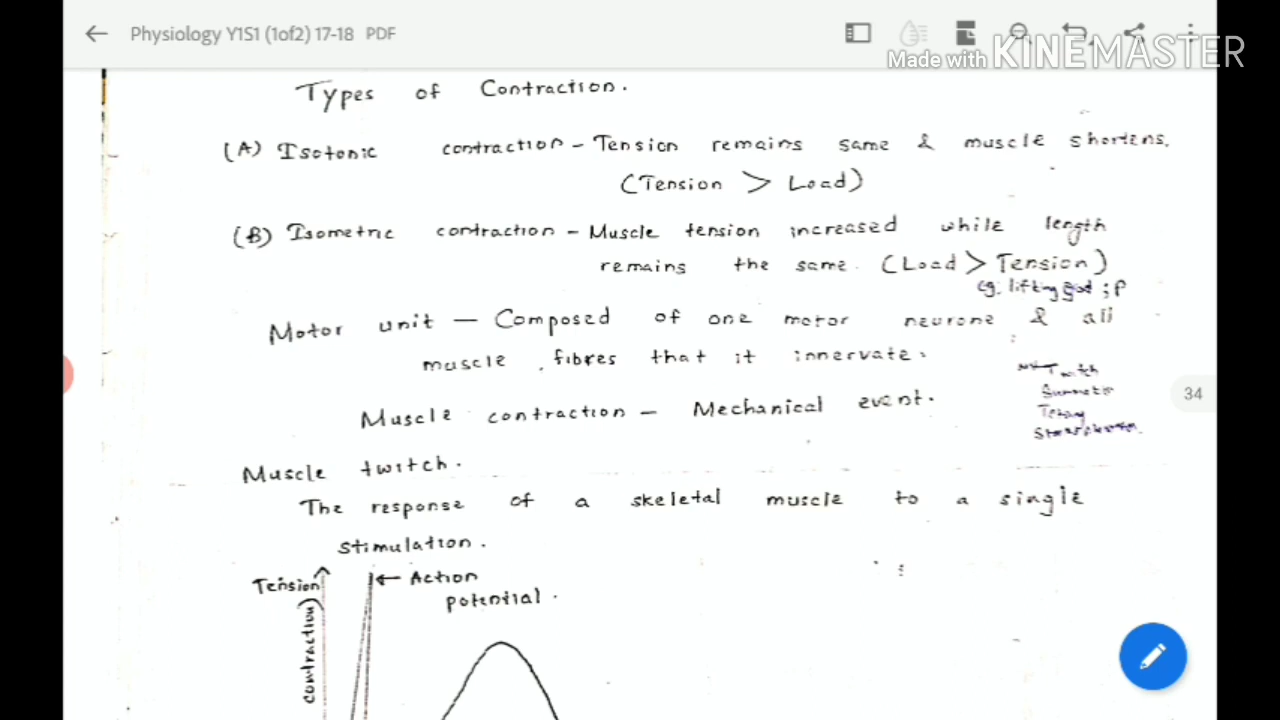 Physiology Y1S1 (1of2) 17-18 PDF
Made with KINEMASTER
Types of Contraction.
(A) Isotonic contraction - Tension remains same & muscle shortens.
(Tension > Load)
(B) Isometric contraction - Muscle tension increased while length
remains the same. (Load > Tension)
eg. lifting
Motor unit — Composed of one motor neurone & all
muscle fibres that it innervate.
Twitch
Muscle contraction — Mechanical event.
34
Muscle twitch.
The response of a skeletal muscle to a single
stimulation.
Tension
← Action
potential.
contraction)